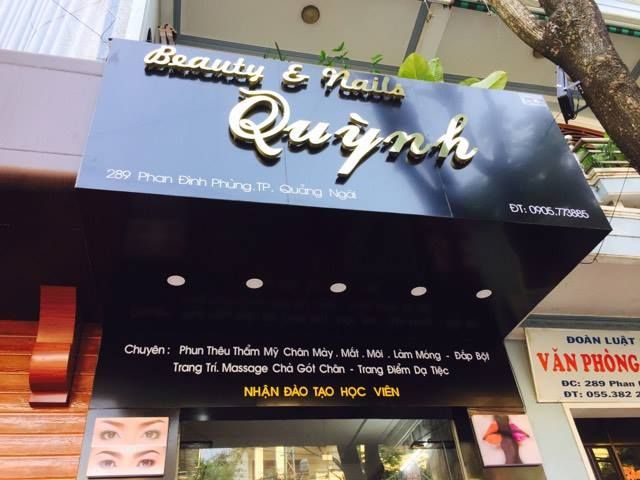 Beauty & Nails
Quỳnh
289 Phan Đình Phùng.TP. Quảng Ngãi
ĐT: 0905.773885
Chuyên : Phun Thêu Thẩm Mỹ Chân Mày . Mắt . Môi . Làm Móng - Đắp Bột
Trang Trí. Massage Chà Gót Chân - Trang Điểm Dạ Tiệc
NHẬN ĐÀO TẠO HỌC VIÊN
ĐOÀN LUẬT
VĂN PHÒNG
ĐC: 289 Phan
ĐT: 055.382 2